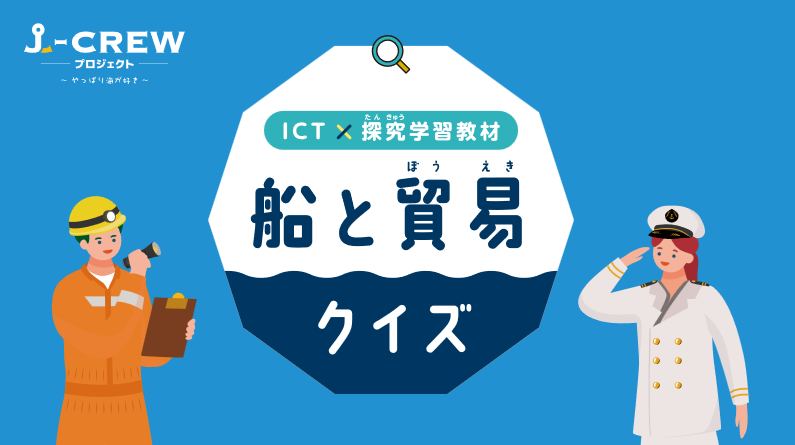 J-CREW
プロジェクト
～ やっぱり海が好き ～
ICT×探究学習教材
たんきゅう
船と貿易
ぼうえき
クイズ